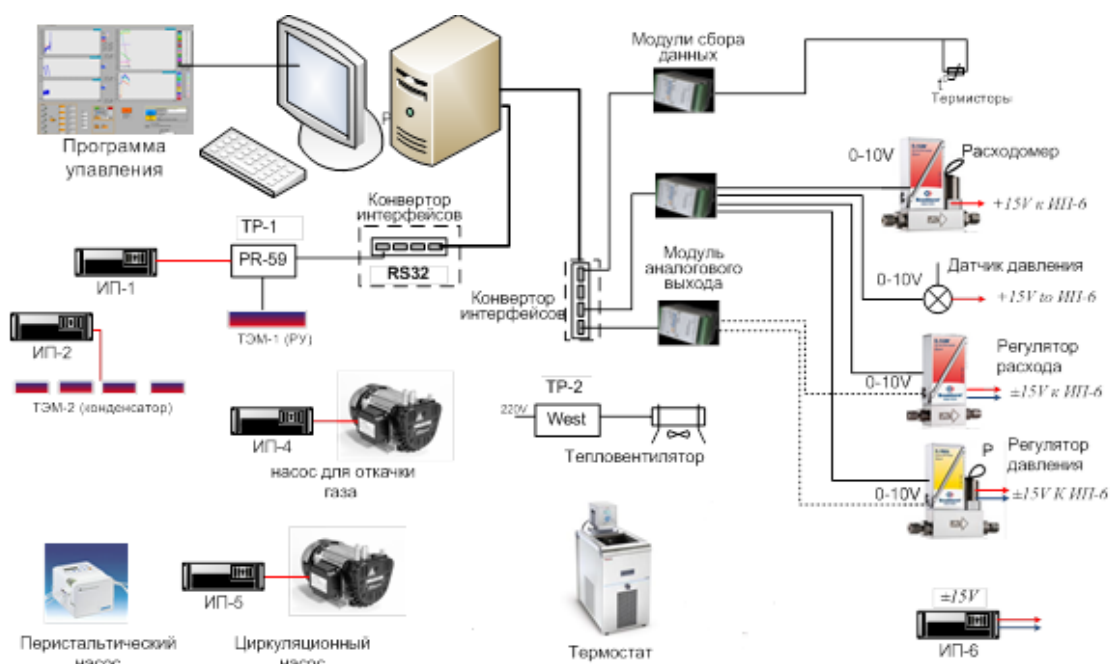 Модули сбора
данных
Термисторы
Программа
упавления
P
Конвертор
интерфейсов
RS32
TP-1
PR-59
ИП-1
ТЭМ-1 (РУ)
ИП-2
ТЭМ-2 (конденсатор)
0-10V
Расходомер
+15V к ИП-6
Модуль
аналогового
выхода
Конвертор
интерфейсов
Датчик давления
0-10V
+15V to ИП-6
Регулятор
расхода
0-10V
±15V к ИП-6
TP-2
220V
West
Тепловентилятор
ИП-4
насос для откачки
газа
P
Регулятор
давления
0-10V
±15V К ИП-6
Перистальтический
насос
ИП-5
Циркуляционный
насос
Термостат
±15V
ИП-6